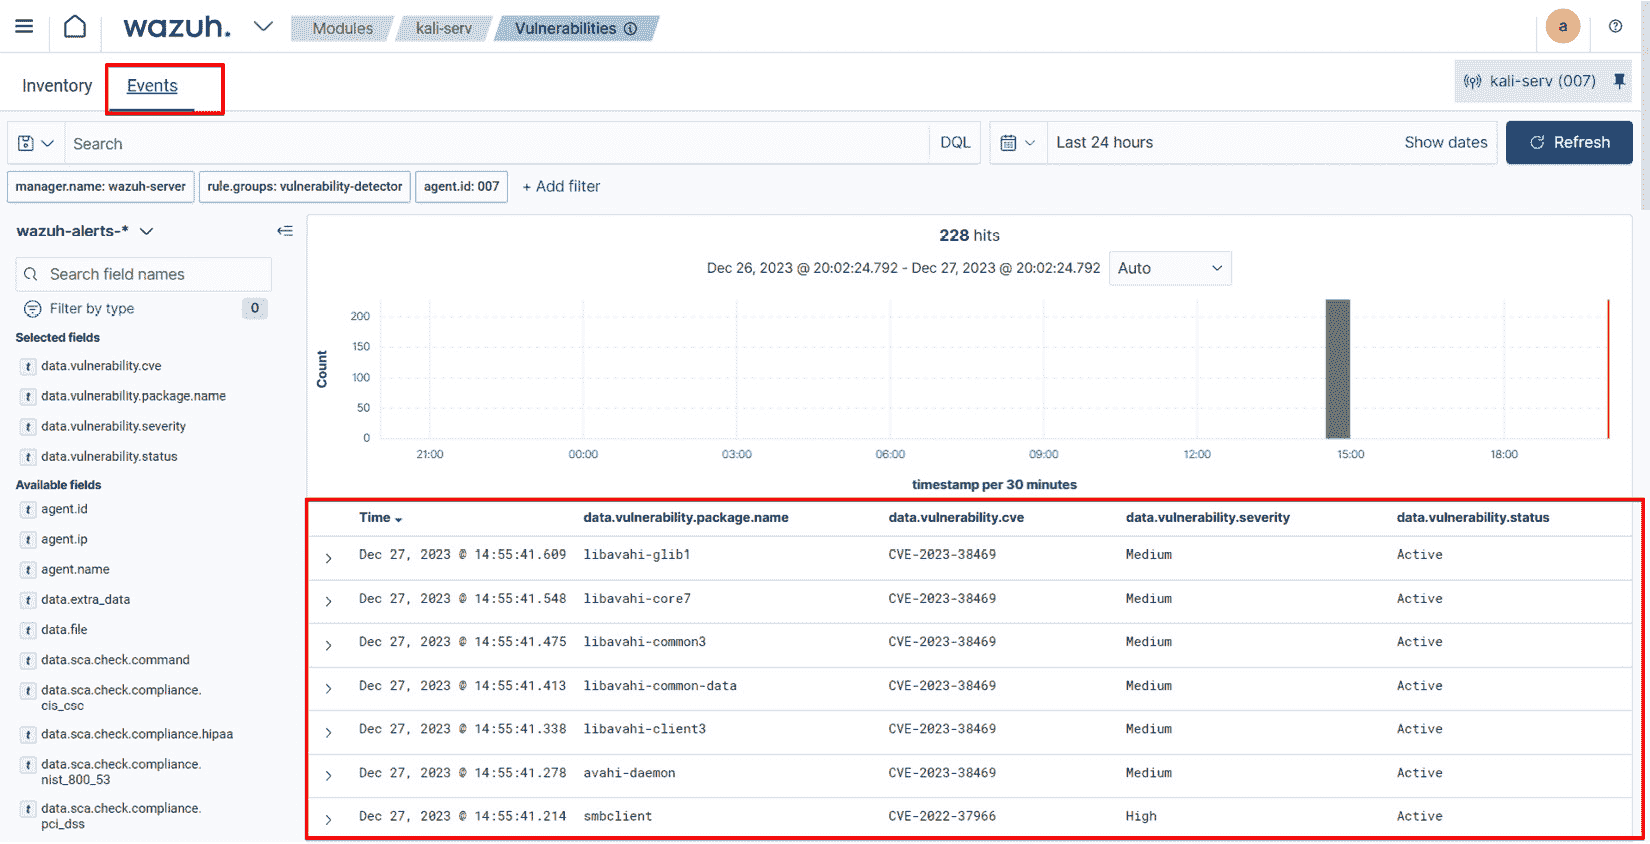 wazuh.
Modules
kali-serv
Vulnerabilities
a
Inventory
Events
kali-serv (007)
Search
DQL
Last 24 hours
Show dates
Refresh
manager.name: wazuh-server
rule.groups: vulnerability-detector
agent.id: 007
+ Add filter
wazuh-alerts-*
Search field names
Filter by type
0
Selected fields
t data.vulnerability.cve
t data.vulnerability.package.name
t data.vulnerability.severity
t data.vulnerability.status
Available fields
t agent.id
t agent.ip
t agent.name
t data.extra_data
t data.file
t data.sca.check.command
t data.sca.check.compliance.
cis_csc
t data.sca.check.compliance.hipaa
t data.sca.check.compliance.
nist_800_53
t data.sca.check.compliance.
pci_dss
228 hits
Dec 26, 2023 @ 20:02:24.792 - Dec 27, 2023 @ 20:02:24.792
Auto
Count
200
150
100
50
0
21:00 00:00 03:00 06:00 09:00 12:00 15:00 18:00
timestamp per 30 minutes
Time data.vulnerability.package.name data.vulnerability.cve data.vulnerability.severity data.vulnerability.status
Dec 27, 2023 @ 14:55:41.609 libavahi-glib1 CVE-2023-38469 Medium Active
Dec 27, 2023 @ 14:55:41.548 libavahi-core7 CVE-2023-38469 Medium Active
Dec 27, 2023 @ 14:55:41.475 libavahi-common3 CVE-2023-38469 Medium Active
Dec 27, 2023 @ 14:55:41.413 libavahi-common-data CVE-2023-38469 Medium Active
Dec 27, 2023 @ 14:55:41.338 libavahi-client3 CVE-2023-38469 Medium Active
Dec 27, 2023 @ 14:55:41.278 avahi-daemon CVE-2023-38469 Medium Active
Dec 27, 2023 @ 14:55:41.214 smbclient CVE-2022-37966 High Active